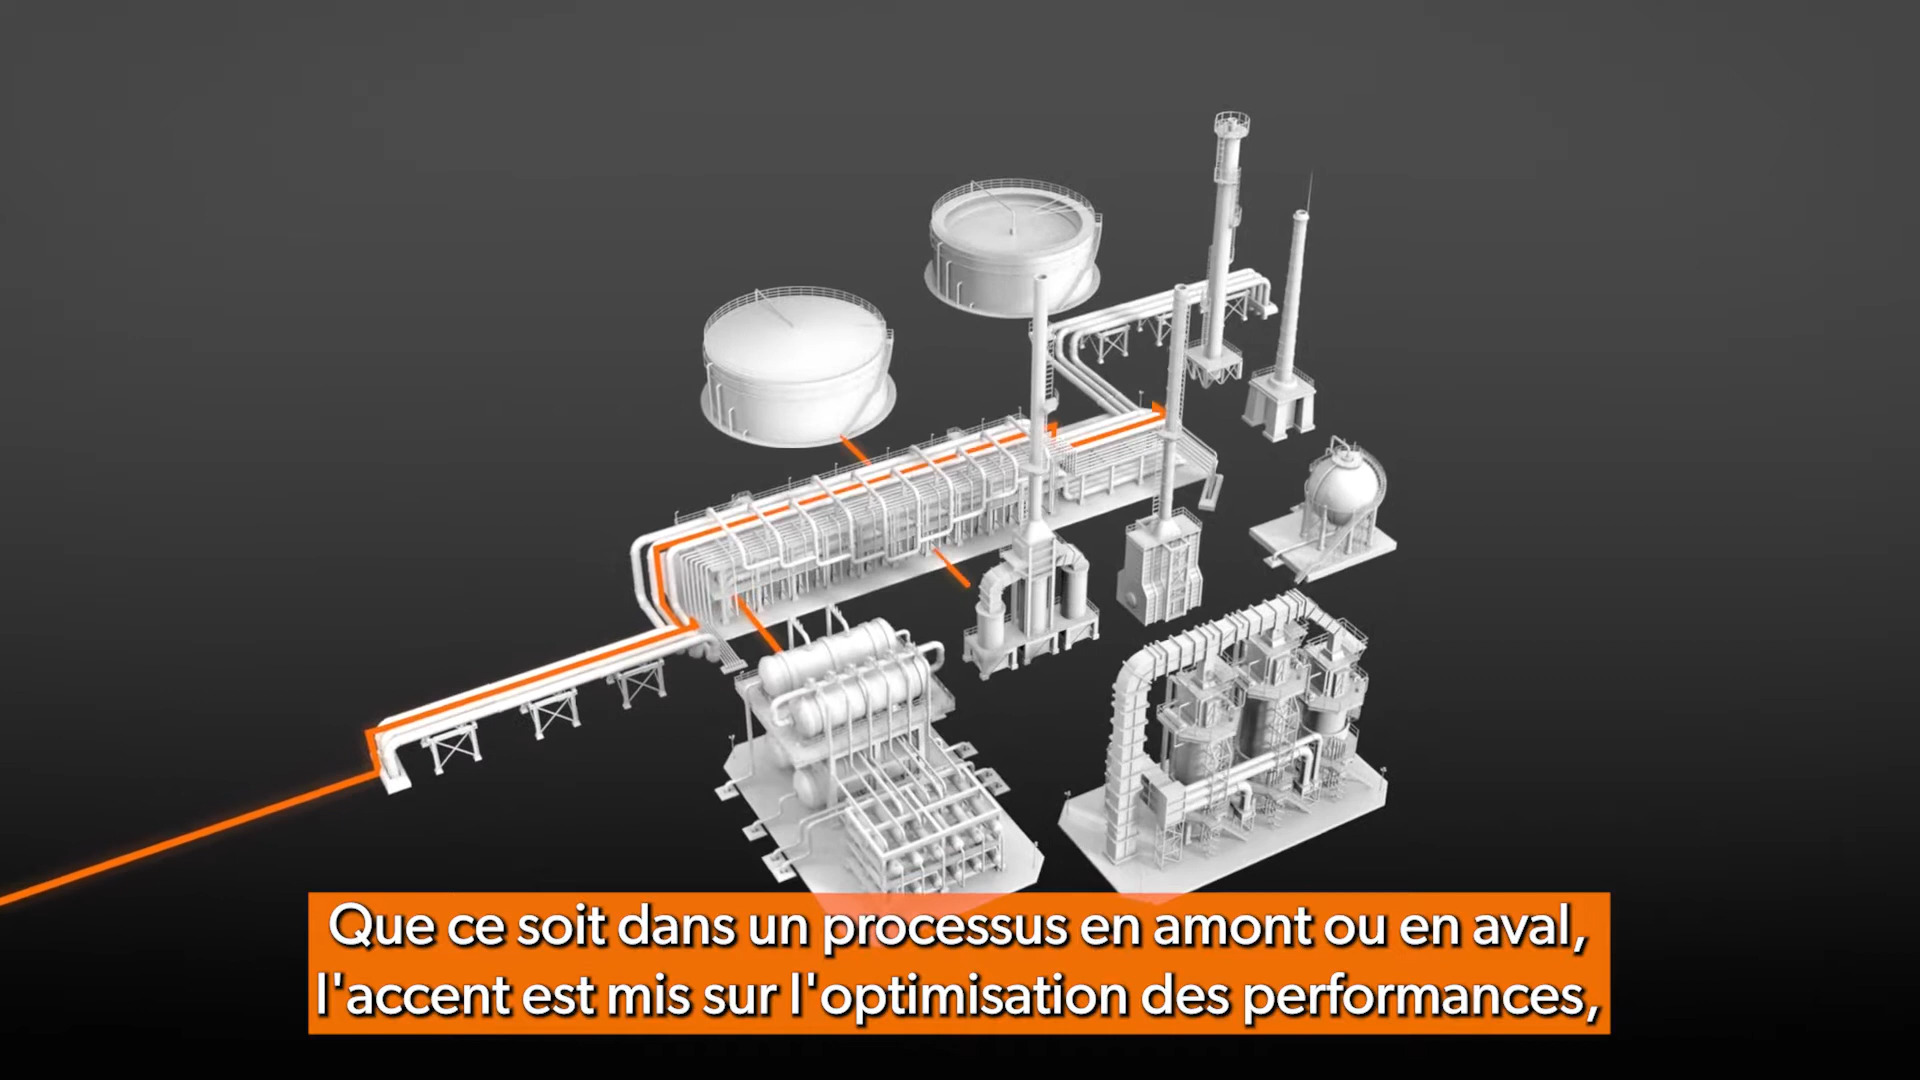 Que ce soit dans un processus en amont ou en aval,
l'accent est mis sur l'optimisation des performances,